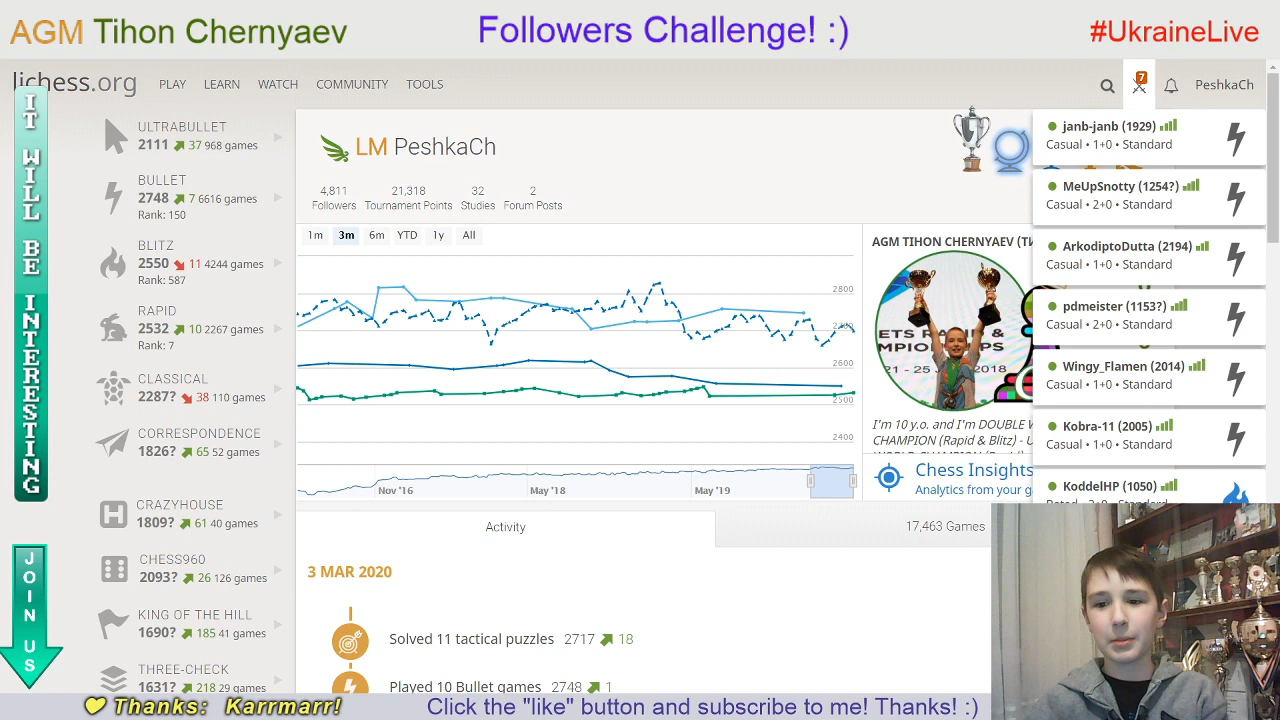 AGM Tihon Chernyaev
Followers Challenge! :)
#UkraineLive
lichess.org
PLAY
LEARN
WATCH
COMMUNITY
TOOLS
7
PeshkaCh
IT WILL BE INTERESTING
JOIN US
ULTRABULLET
2111 37 968 games
BULLET
2748 7 6616 games
Rank: 150
BLITZ
2550 11 4244 games
Rank: 587
RAPID
2532 10 2267 games
Rank: 7
CLASSICAL
2287? 38 110 games
CORRESPONDENCE
1826? 65 52 games
CRAZYHOUSE
1809? 61 40 games
CHESS960
2093? 26 126 games
KING OF THE HILL
1690? 185 41 games
THREE-CHECK
1631? 218 29 games
LM PeshkaCh
4,811 21,318 32 2
Followers Tournament Points Studies Forum Posts
1m 3m 6m YTD 1y All
2800
2600
2500
2400
Nov '16 May '18 May '19
AGM TIHON CHERNYAEV
21 - 25 2018
I'm 10 y.o. and I'm DOUBLE
CHAMPION (Rapid & Blitz) - U
Chess Insights
Analytics from your
janb-janb (1929)
Casual • 1+0 • Standard
MeUpSnotty (1254?)
Casual • 2+0 • Standard
ArkodiptoDutta (2194)
Casual • 1+0 • Standard
pdmeister (1153?)
Casual • 2+0 • Standard
Wingy_Flamen (2014)
Casual • 1+0 • Standard
Kobra-11 (2005)
Casual • 1+0 • Standard
KoddelHP (1050)
Activity
17,463 Games
3 MAR 2020
Solved 11 tactical puzzles 2717 18
Played 10 Bullet games 2748 1
Thanks: Karrmarr!
Click the "like" button and subscribe to me! Thanks! :)